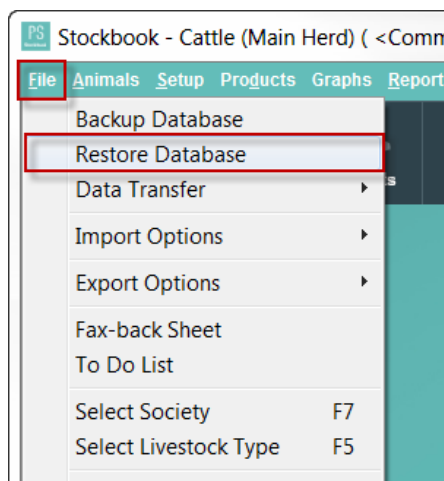 PS
Stockbook
Stockbook - Cattle (Main Herd) ( <Comm
File Animals Setup Products Graphs Report
Backup Database
Restore Database
Data Transfer
Import Options
Export Options
Fax-back Sheet
To Do List
Select Society F7
Select Livestock Type F5